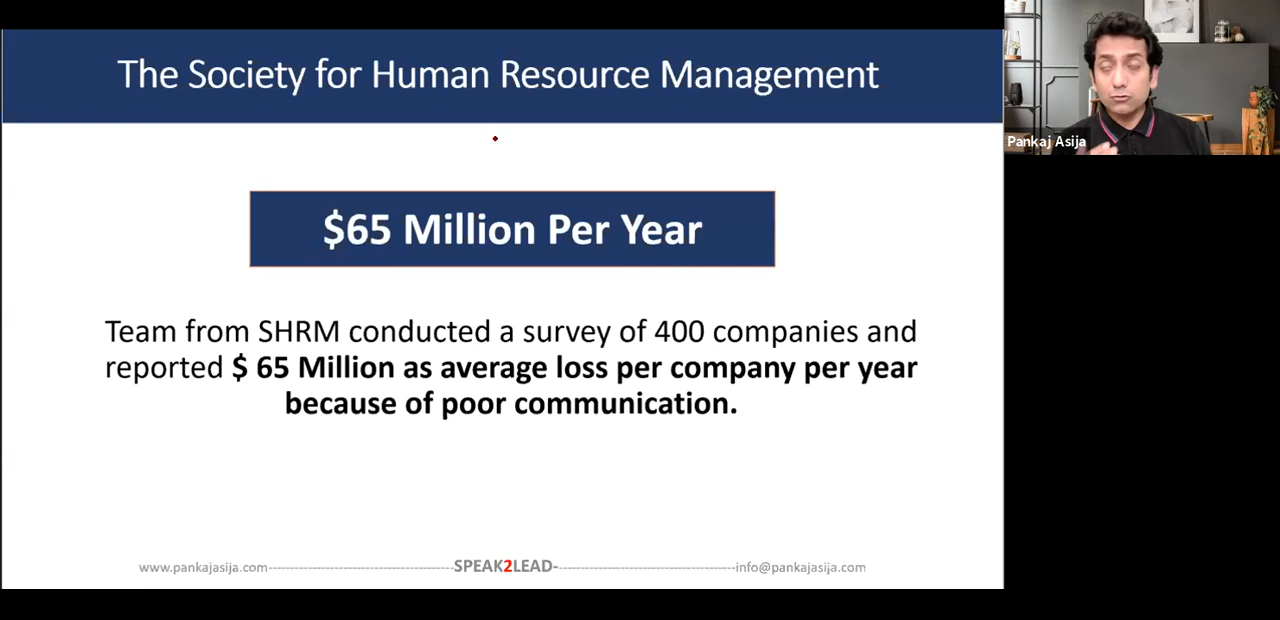 The Society for Human Resource Management
Pankaj Asija
$65 Million Per Year
Team from SHRM conducted a survey of 400 companies and
reported $ 65 Million as average loss per company per year
because of poor communication.
www.pankajasija.com-----------------------------------------SPEAK2LEAD-----------------------------------------info@pankajasija.com